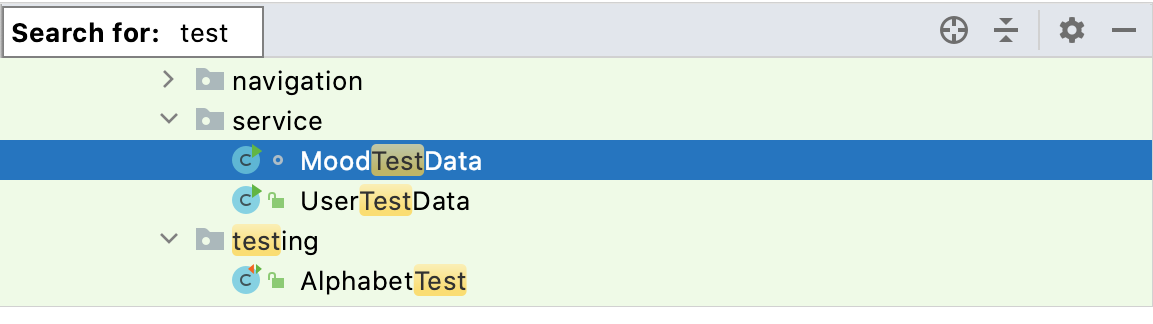 Search for: test
navigation
service
C MoodTestData
C UserTestData
testing
C AlphabetTest